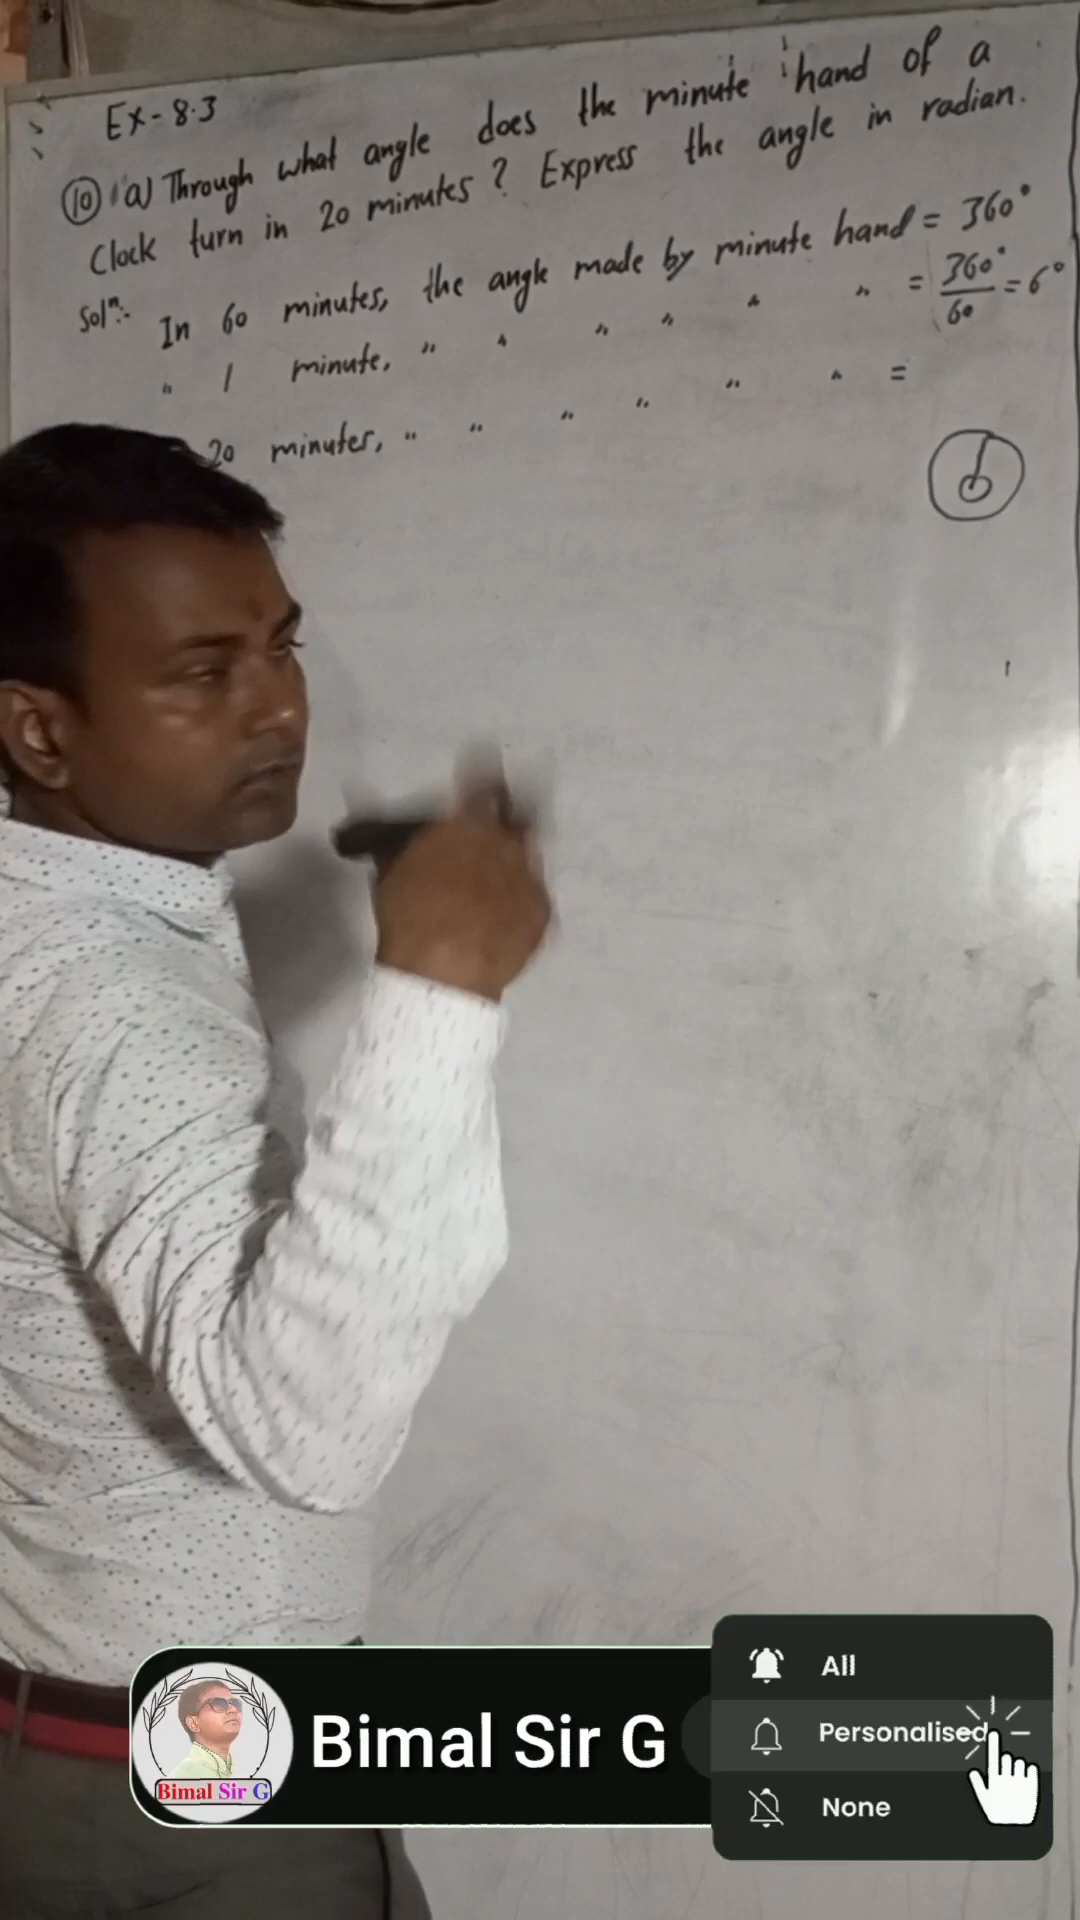 Ex-8.3
⑩ a) Through what angle does the minute hand of a
Clock turn in 20 minutes? Express the angle in radian.
Solⁿ:- In 60 minutes, the angle made by minute hand = 360°
" 1 minute, " " " " " " = 360°/60 = 6°
20 minutes, " " " " " " =
Bimal Sir G
Bimal Sir G
All
Personalised
None